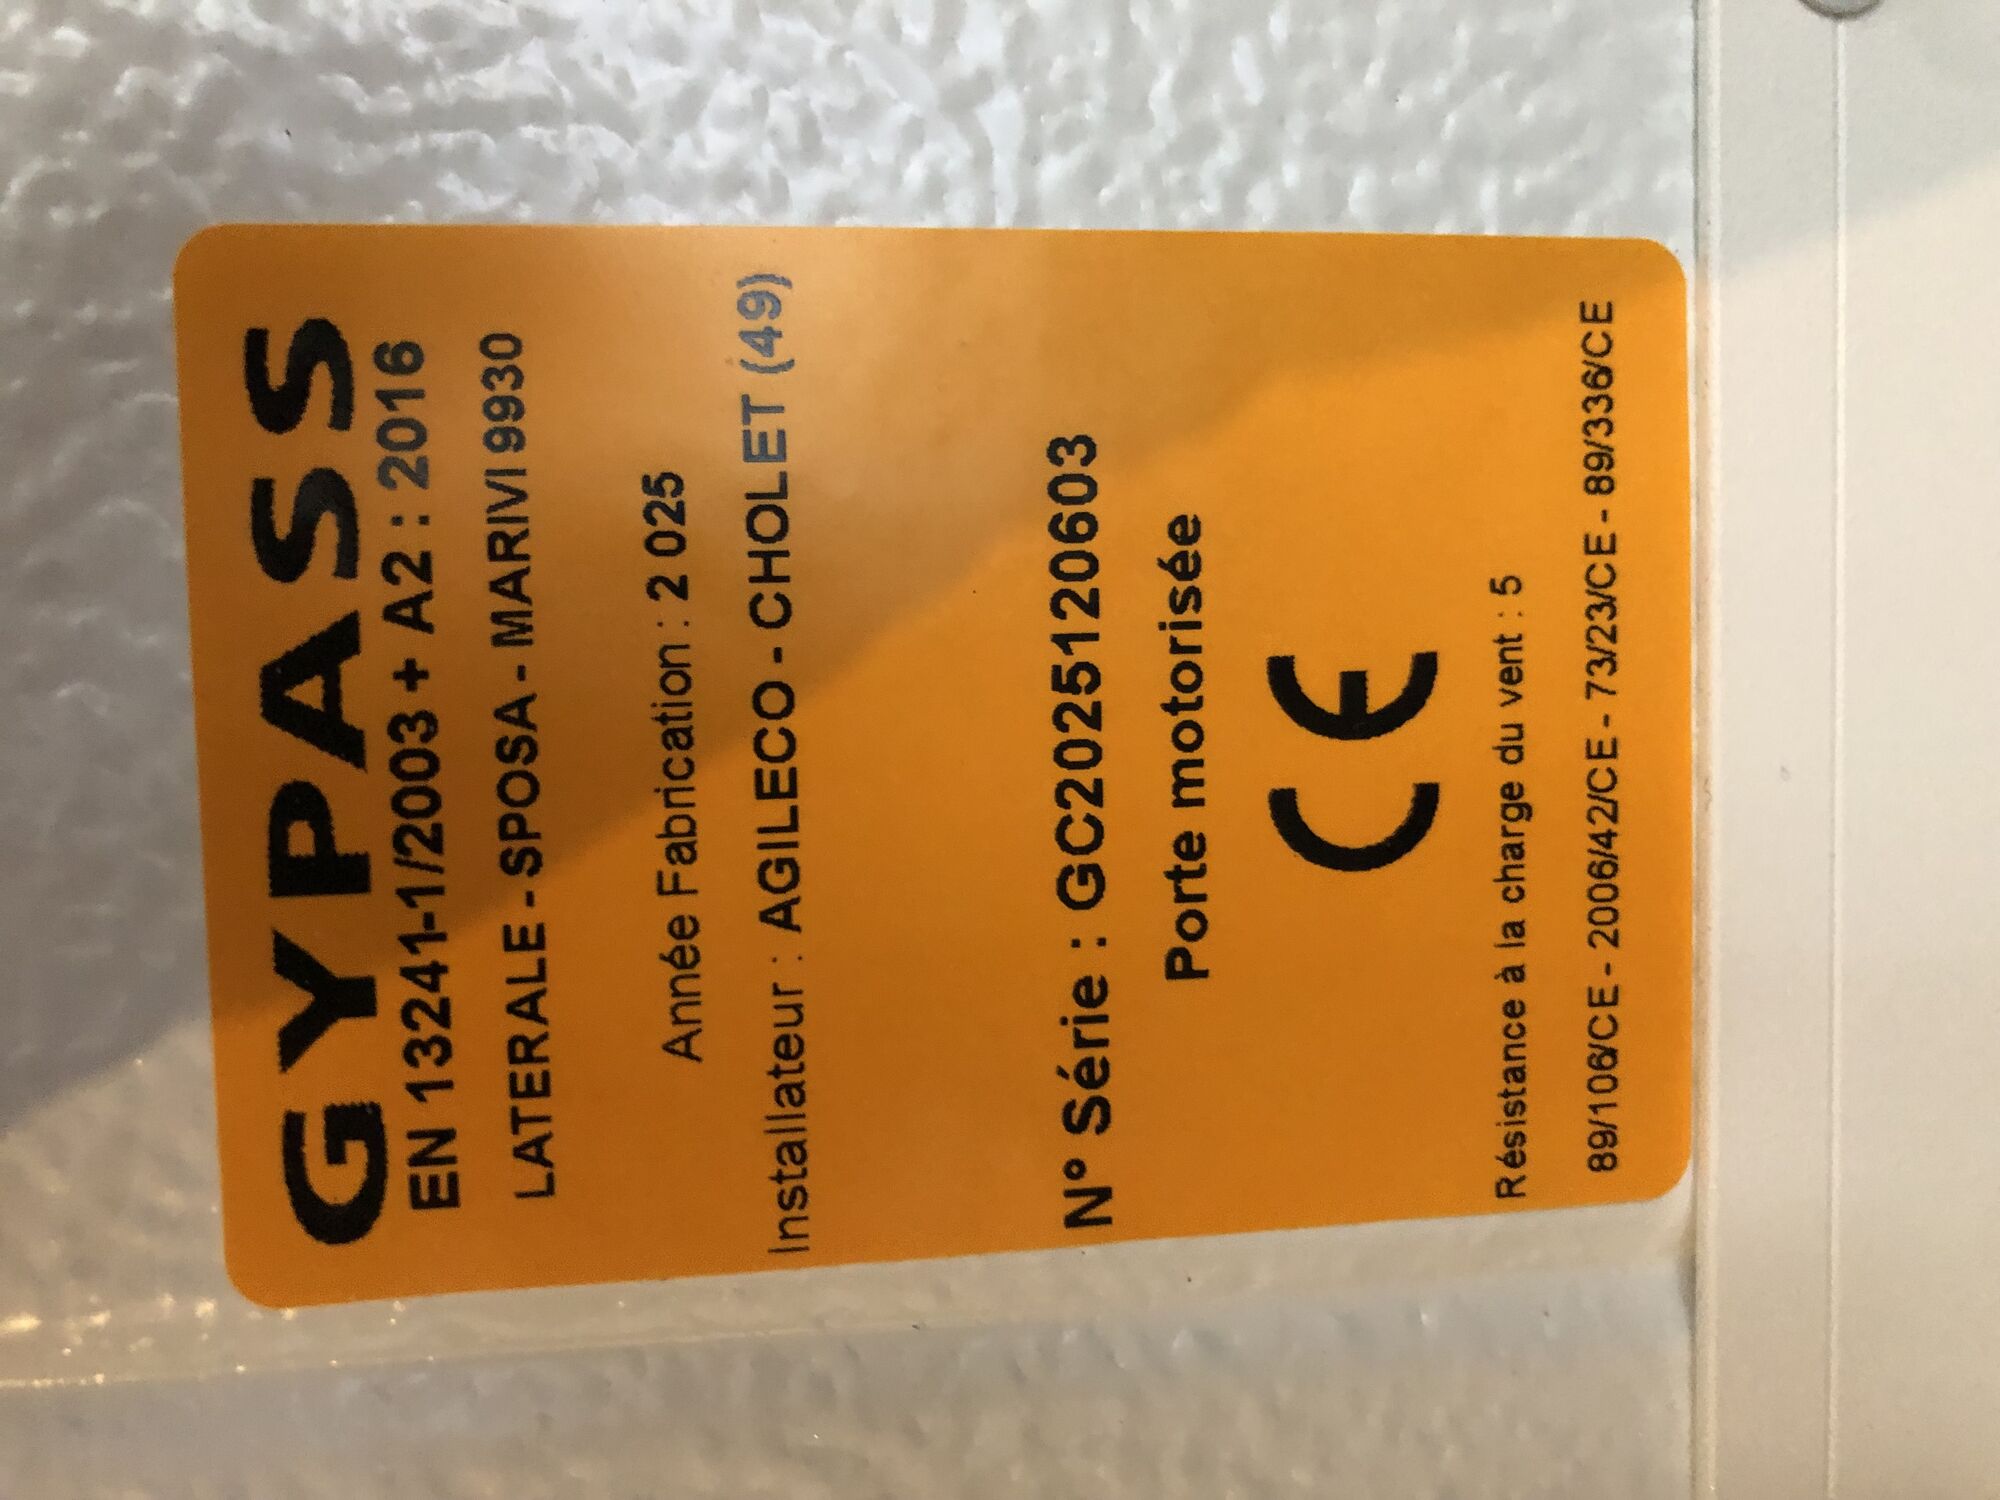 GYPASS
EN 13241-1/2003 + A2 : 2016
LATERALE - SPOSA - MARIVI 9930
Année Fabrication : 2 025
Installateur : AGILECO - CHOLET (49)
N° Série : GC2025120603
Porte motorisée
CE
Résistance à la charge du vent : 5
89/106/CE - 2006/42/CE - 73/23/CE - 89/336/CE